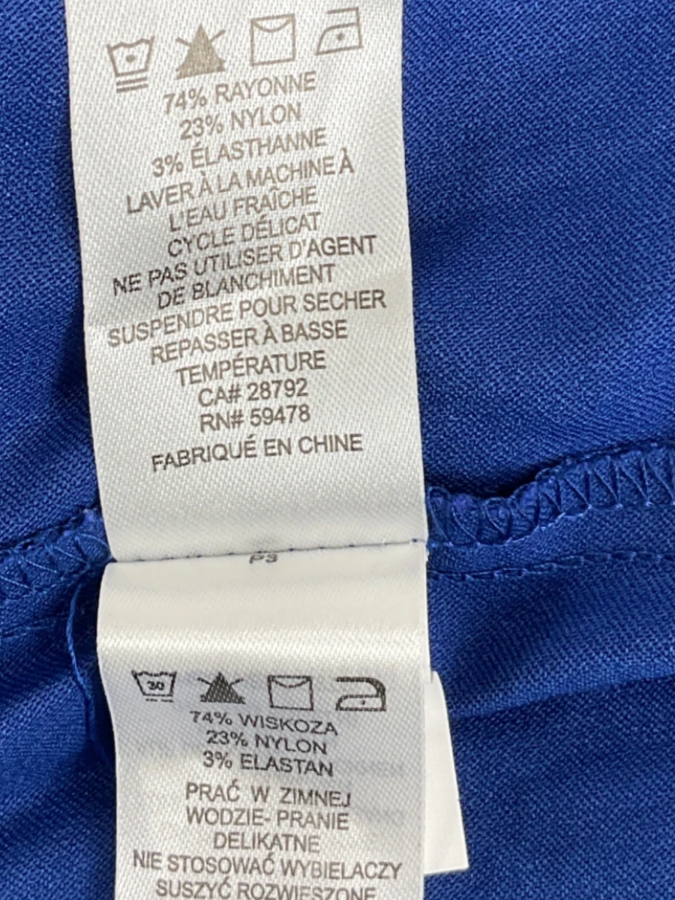 74% RAYONNE
23% NYLON
3% ÉLASTHANNE
LAVER À LA MACHINE À
L'EAU FRAÎCHE
CYCLE DÉLICAT
NE PAS UTILISER D'AGENT
DE BLANCHIMENT
SUSPENDRE POUR SECHER
REPASSER À BASSE
TEMPÉRATURE
CA# 28792
RN# 59478
FABRIQUÉ EN CHINE
P3
30
74% WISKOZA
23% NYLON
3% ELASTAN
PRAĆ W ZIMNEJ
WODZIE- PRANIE
DELIKATNE
NIE STOSOWAĆ WYBIELACZY
SUSZYĆ ROZWIESZONE